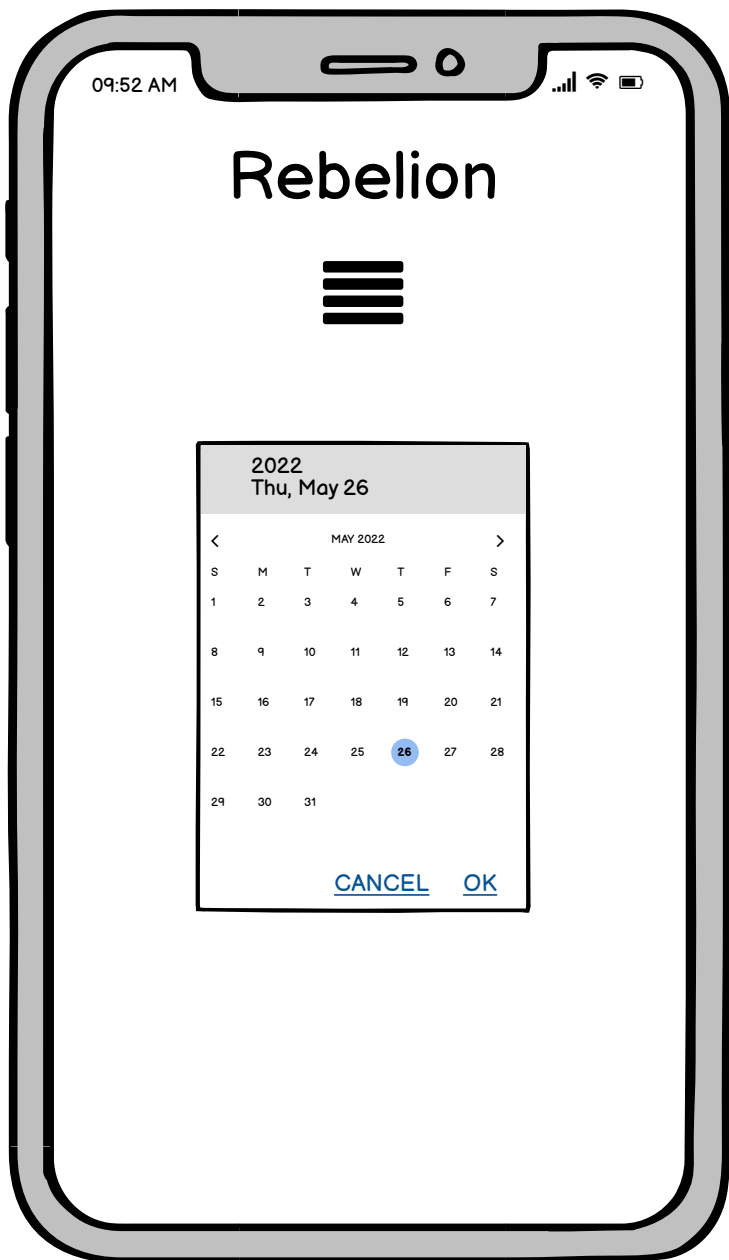 09:52 AM
Rebelion
2022
Thu, May 26
MAY 2022
S M T W T F S
1 2 3 4 5 6 7
8 9 10 11 12 13 14
15 16 17 18 19 20 21
22 23 24 25 26 27 28
29 30 31
CANCEL OK